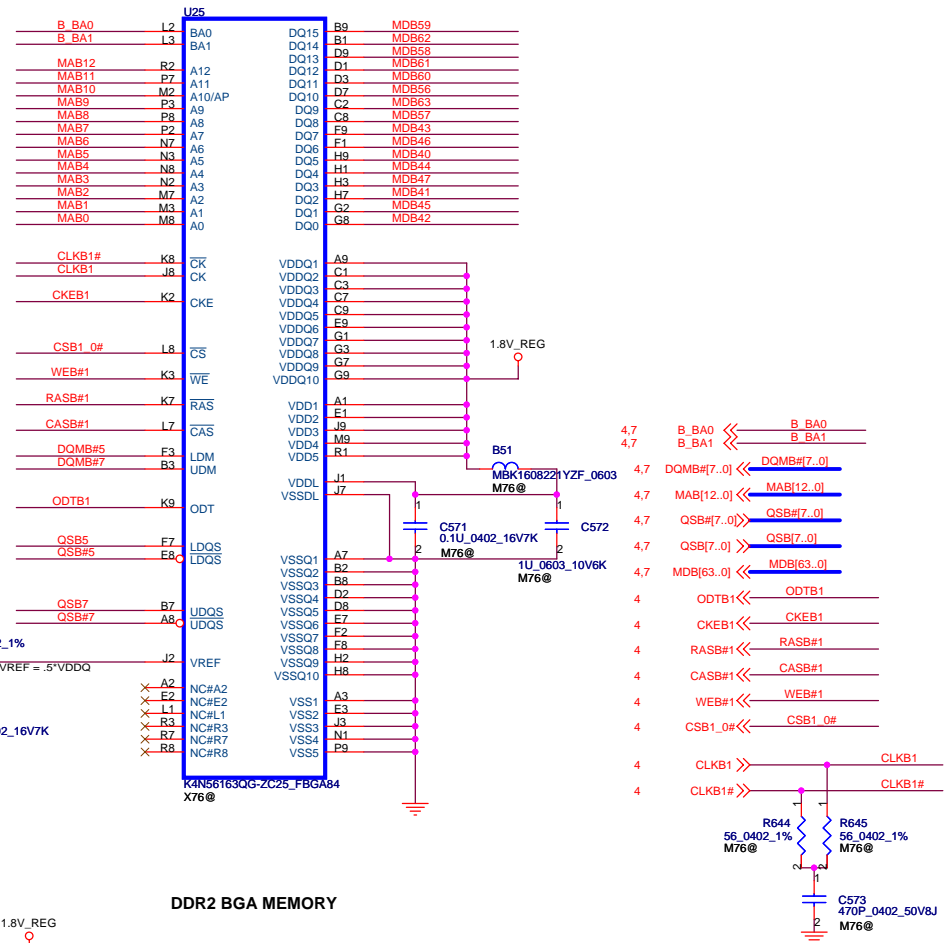 U25
B_BA0 L2 BA0 DQ15 B9 MDB59
B_BA1 L3 BA1 DQ14 B1 MDB62
DQ13 D9 MDB58
MAB12 R2 A12 DQ12 D1 MDB61
MAB11 P7 A11 DQ11 D3 MDB60
MAB10 M2 A10/AP DQ10 D7 MDB56
MAB9 P3 A9 DQ9 C2 MDB63
MAB8 P8 A8 DQ8 C8 MDB57
MAB7 P2 A7 DQ7 F9 MDB43
MAB6 N7 A6 DQ6 F1 MDB46
MAB5 N3 A5 DQ5 H9 MDB40
MAB4 N8 A4 DQ4 H1 MDB44
MAB3 N2 A3 DQ3 H3 MDB47
MAB2 M7 A2 DQ2 H7 MDB41
MAB1 M3 A1 DQ1 G2 MDB45
MAB0 M8 A0 DQ0 G8 MDB42
CLKB1# K8 CK VDDQ1 A9
CLKB1 J8 CK VDDQ2 C1
VDDQ3 C3
CKEB1 K2 CKE VDDQ4 C7
VDDQ5 C9
VDDQ6 E9
VDDQ7 G1
CSB1_0# L8 CS VDDQ8 G3
VDDQ9 G7
WEB#1 K3 WE VDDQ10 G9
1.8V_REG
RASB#1 K7 RAS VDD1 A1
VDD2 E1
CASB#1 L7 CAS VDD3 J9
VDD4 M9
DQMB#5 F3 LDM VDD5 R1
DQMB#7 B3 UDM
VDDL J1
VSSDL J7
ODTB1 K9 ODT
B51
MBK1608221YZF_0603
M76@
1
C571
0.1U_0402_16V7K
2 M76@
1
C572
2
1U_0603_10V6K
M76@
QSB5 F7 LDQS VSSQ1 A7
QSB#5 E8 LDQS VSSQ2 B2
VSSQ3 B8
VSSQ4 D2
QSB7 B7 UDQS VSSQ5 D8
QSB#7 A8 UDQS VSSQ6 E7
VSSQ7 F2
VSSQ8 F8
J2 VREF VSSQ9 H2
VSSQ10 H8
2_1%
VREF = .5*VDDQ
02_16V7K
A2 NC#A2 VSS1 A3
E2 NC#E2 VSS2 E3
L1 NC#L1 VSS3 J3
R3 NC#R3 VSS4 N1
R7 NC#R7 VSS5 P9
R8 NC#R8
K4N56163QG-ZC25_FBGA84
X76@
4,7 B_BA0 B_BA0
4,7 B_BA1 B_BA1
4,7 DQMB#[7..0] DQMB#[7..0]
4,7 MAB[12..0] MAB[12..0]
4,7 QSB#[7..0] QSB#[7..0]
4,7 QSB[7..0] QSB[7..0]
4,7 MDB[63..0] MDB[63..0]
4 ODTB1 ODTB1
4 CKEB1 CKEB1
4 RASB#1 RASB#1
4 CASB#1 CASB#1
4 WEB#1 WEB#1
4 CSB1_0# CSB1_0#
4 CLKB1 CLKB1
4 CLKB1# CLKB1#
1
R644
56_0402_1%
M76@
2
1
R645
56_0402_1%
M76@
2
1
C573
470P_0402_50V8J
2 M76@
DDR2 BGA MEMORY
1.8V_REG